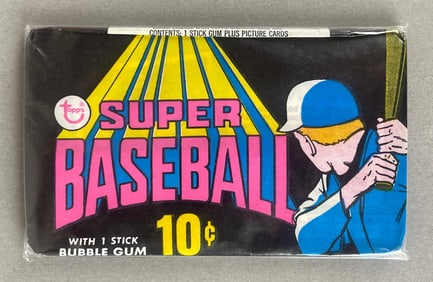 CONTENTS: 1 STICK GUM PLUS PICTURE CARDS
topps
SUPER
BASEBALL
WITH 1 STICK
BUBBLE GUM
10¢